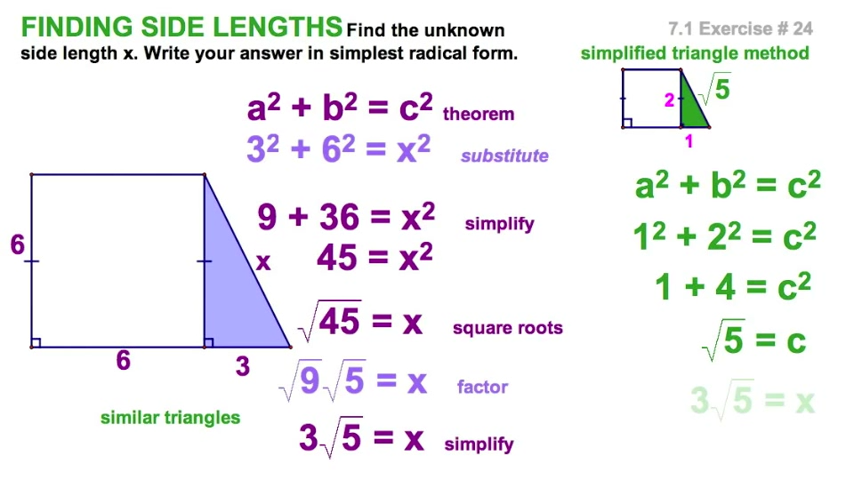 FINDING SIDE LENGTHS Find the unknown
side length x. Write your answer in simplest radical form.
7.1 Exercise # 24
simplified triangle method
a² + b² = c² theorem
3² + 6² = x² substitute
9 + 36 = x² simplify
45 = x²
√45 = x square roots
√9√5 = x factor
3√5 = x simplify
6
x
6
3
similar triangles
2
√5
1
a² + b² = c²
1² + 2² = c²
1 + 4 = c²
√5 = c
3√5 = x